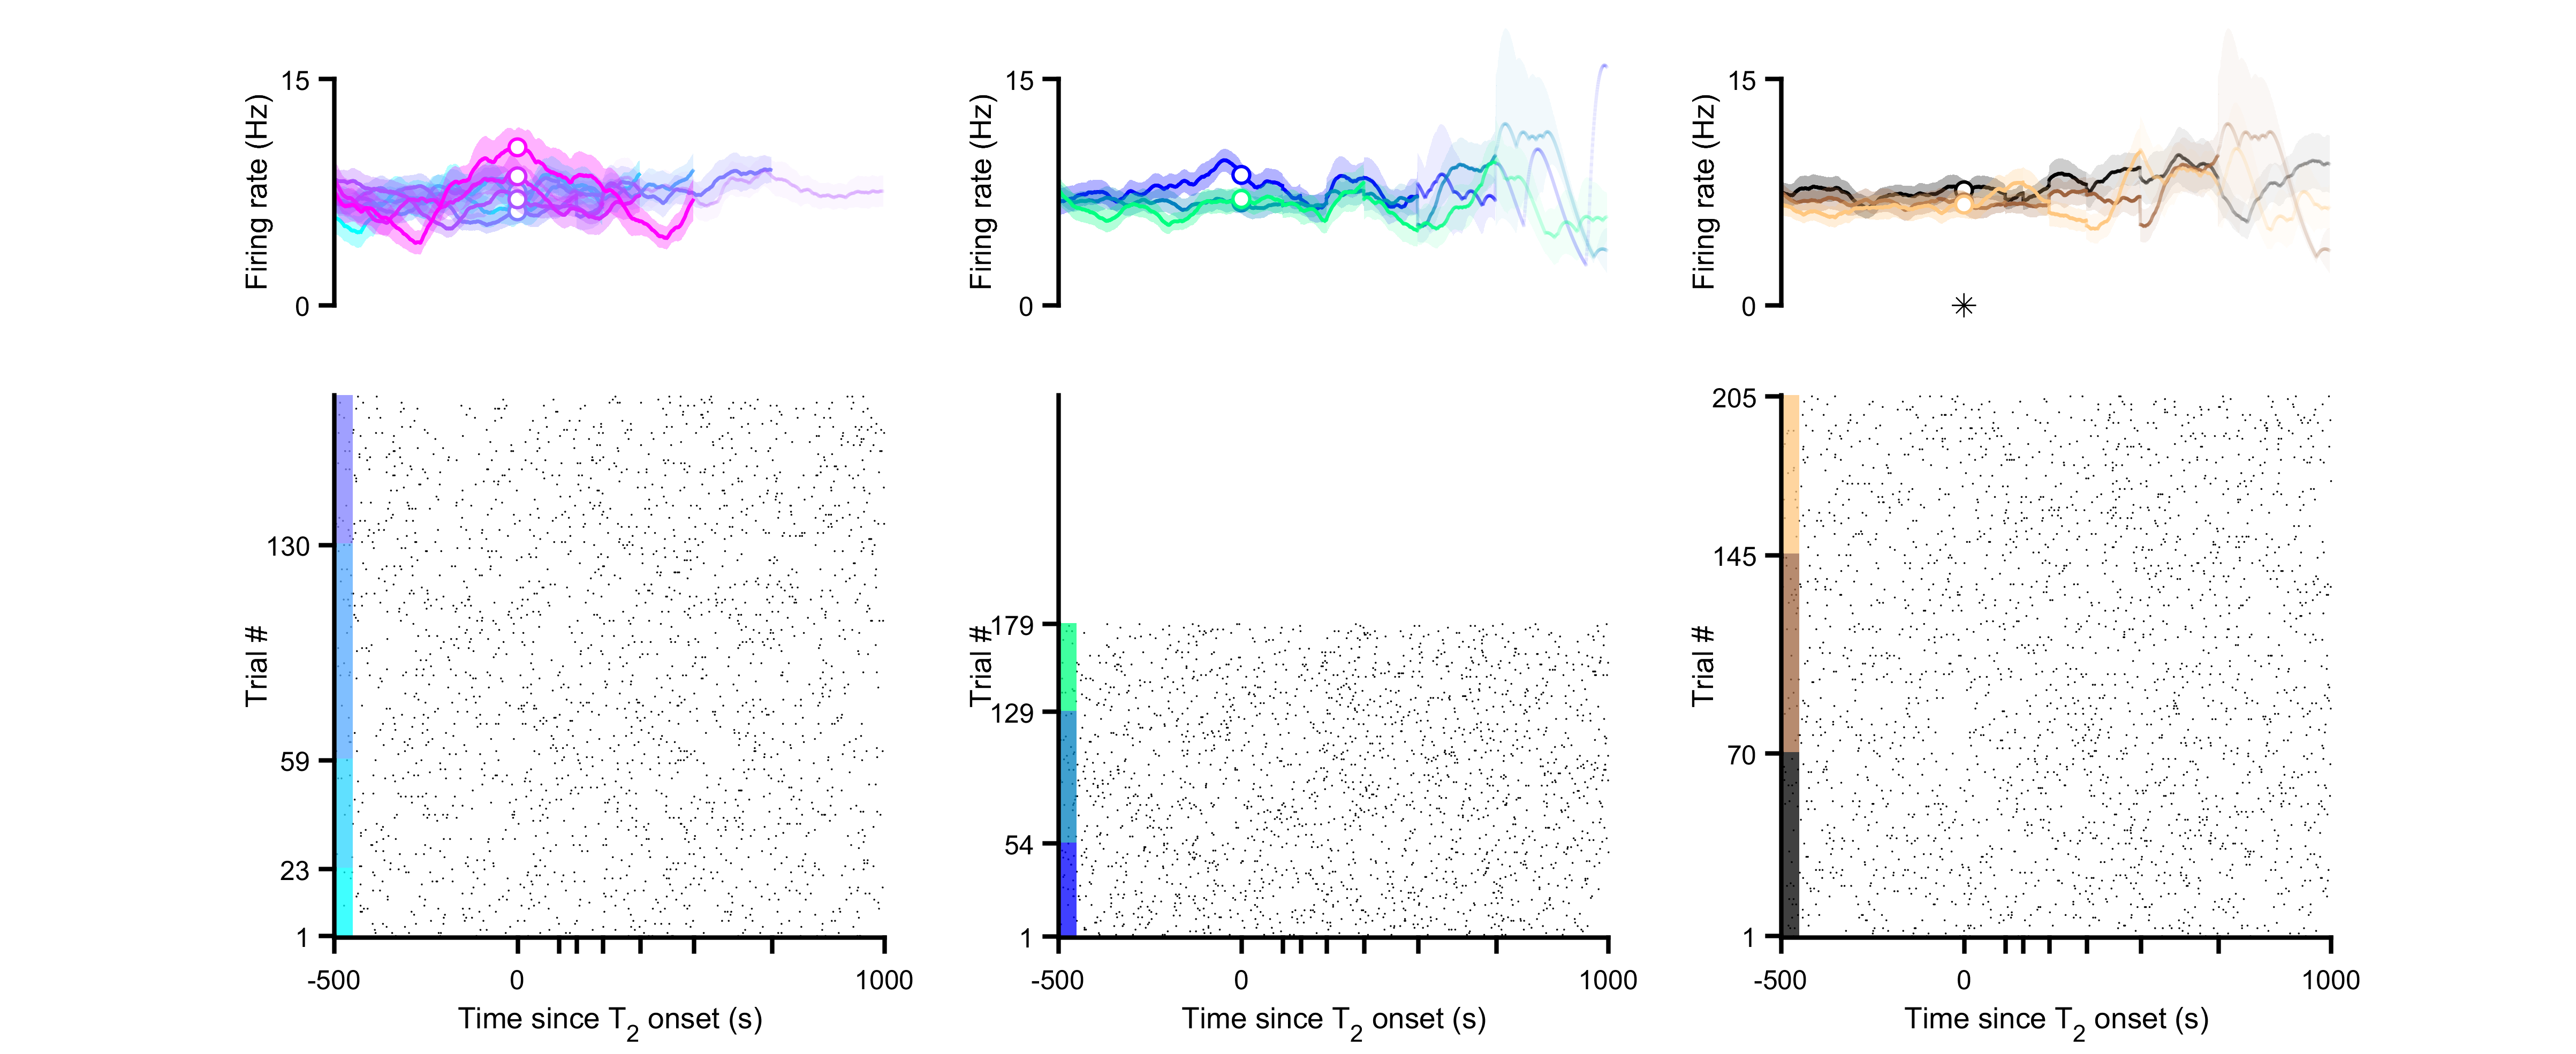 15
Firing rate (Hz)
0
15
Firing rate (Hz)
0
15
Firing rate (Hz)
0
130
59
23
1
Trial #
-500 0 1000
Time since T2 onset (s)
179
129
54
1
Trial #
-500 0 1000
Time since T2 onset (s)
205
145
70
1
Trial #
-500 0 1000
Time since T2 onset (s)